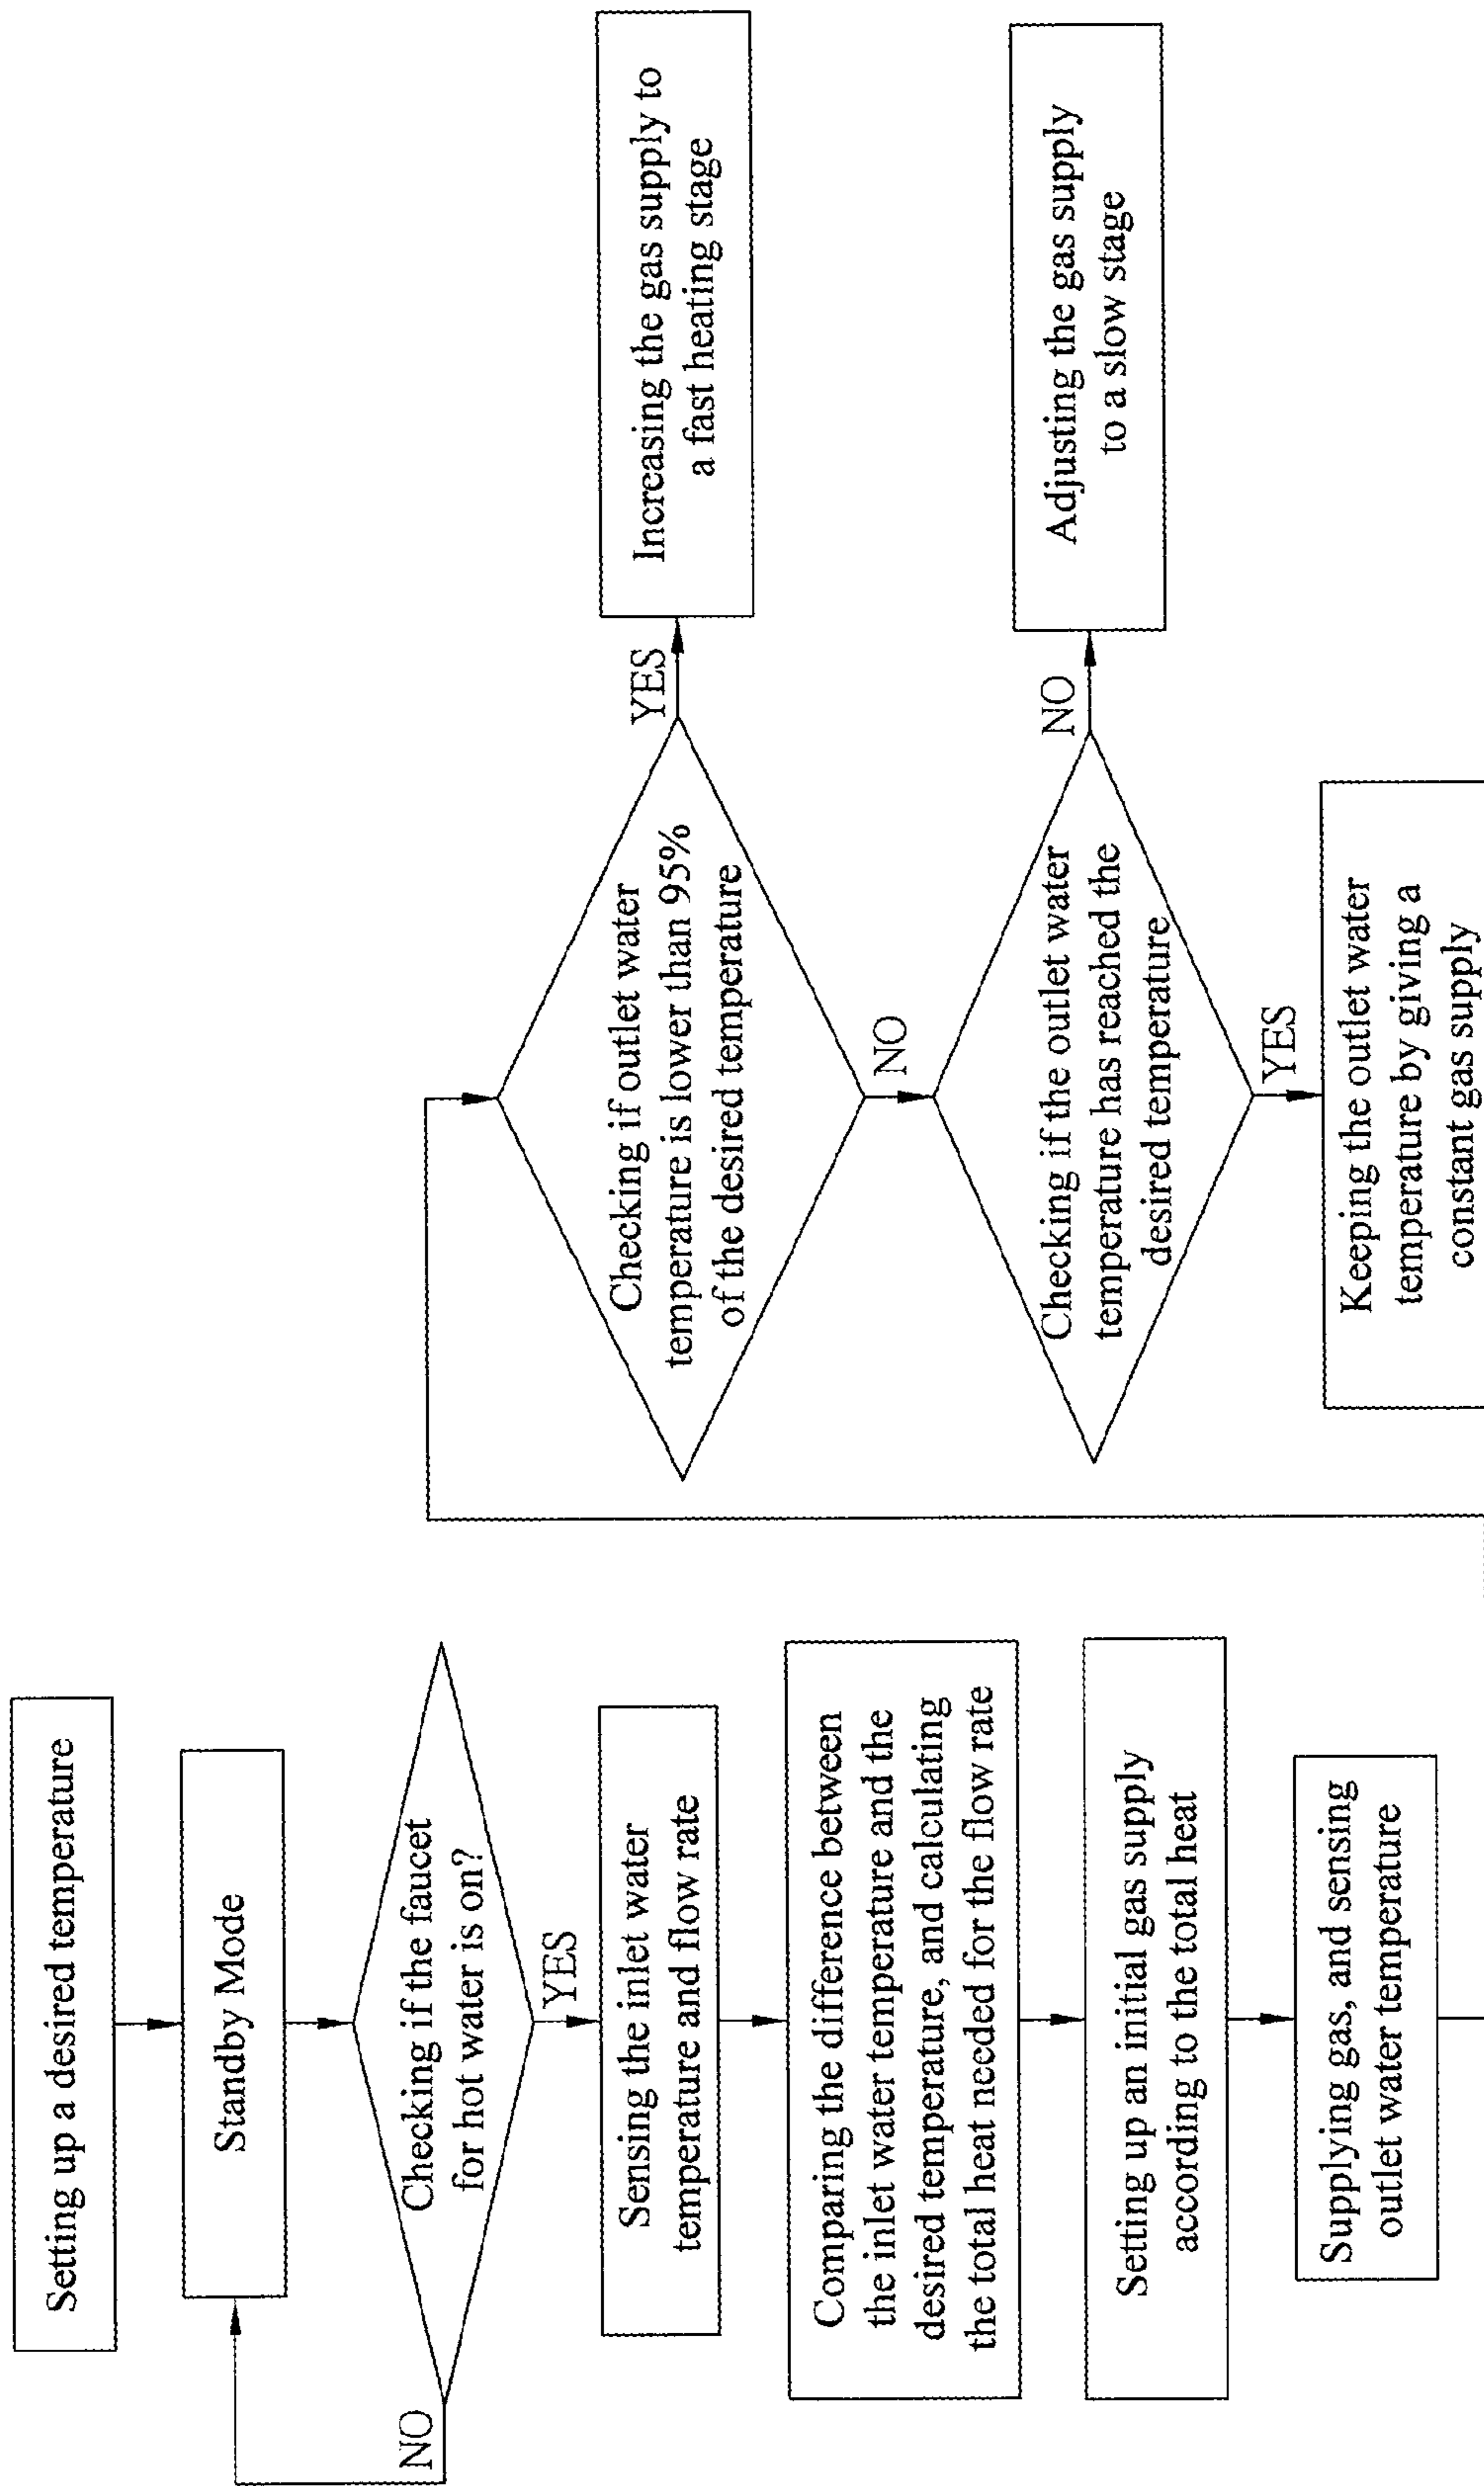 Setting up a desired temperature
Standby Mode
NO
Checking if the faucet
for hot water is on?
YES
Sensing the inlet water
temperature and flow rate
Comparing the difference between
the inlet water temperature and the
desired temperature, and calculating
the total heat needed for the flow rate
Setting up an initial gas supply
according to the total heat
Supplying gas, and sensing
outlet water temperature
Checking if outlet water
temperature is lower than 95%
of the desired temperature
YES
Increasing the gas supply to
a fast heating stage
NO
Checking if the outlet water
temperature has reached the
desired temperature
NO
Adjusting the gas supply
to a slow stage
YES
Keeping the outlet water
temperature by giving a
constant gas supply